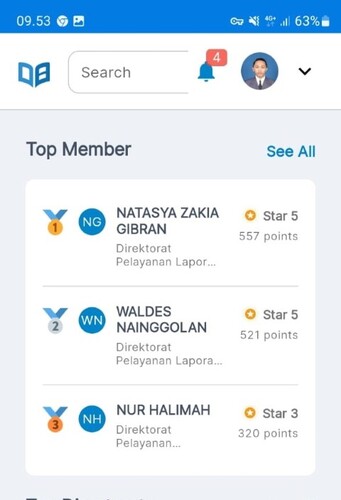 09.53
4G+
63%
Search
4
Top Member
See All
1
NG
NATASYA ZAKIA
GIBRAN
Direktorat
Pelayanan Lapor...
Star 5
557 points
2
WN
WALDES
NAINGGOLAN
Direktorat
Pelayanan Lapora...
Star 5
521 points
3
NH
NUR HALIMAH
Direktorat
Pelayanan...
Star 3
320 points